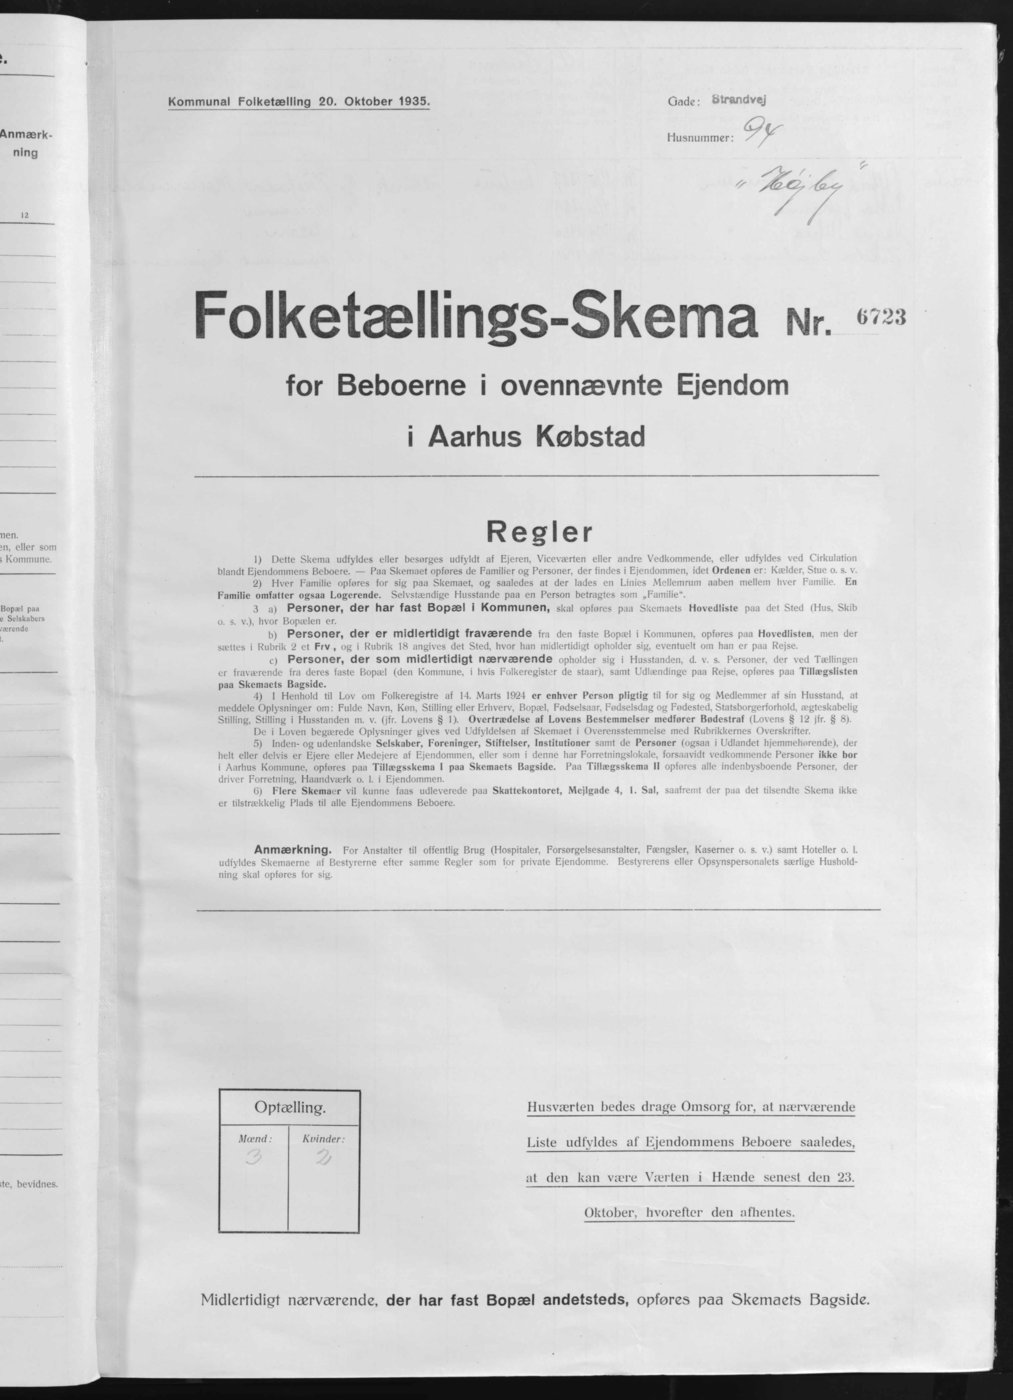 e.
Anmærk-
ning
12
men.
en, eller som
s Kommune.
Bopæl paa
e Selskabers
værende
te, bevidnes.
Kommunal Folketælling 20. Oktober 1935.
Gade: Strandvej
Husnummer: 94
"Højby"
Folketællings-Skema Nr. 6723
for Beboerne i ovennævnte Ejendom
i Aarhus Købstad
Regler
1) Dette Skema udfyldes eller besørges udfyldt af Ejeren, Viceværten eller andre Vedkommende, eller udfyldes ved Cirkulation
blandt Ejendommens Beboere. — Paa Skemaet opføres de Familier og Personer, der findes i Ejendommen, idet Ordenen er: Kælder, Stue o. s. v.
2) Hver Familie opføres for sig paa Skemaet, og saaledes at der lades en Linies Mellemrum aaben mellem hver Familie. En
Familie omfatter ogsaa Logerende. Selvstændige Husstande paa en Person betragtes som „Familie“.
3 a) Personer, der har fast Bopæl i Kommunen, skal opføres paa Skemaets Hovedliste paa det Sted (Hus, Skib
o. s. v.), hvor Bopælen er.
b) Personer, der er midlertidigt fraværende fra den faste Bopæl i Kommunen, opføres paa Hovedlisten, men der
sættes i Rubrik 2 et Frv., og i Rubrik 18 angives det Sted, hvor han midlertidigt opholder sig, eventuelt om han er paa Rejse.
c) Personer, der som midlertidigt nærværende opholder sig i Husstanden, d. v. s. Personer, der ved Tællingen
er fraværende fra deres faste Bopæl (den Kommune, i hvis Folkeregister de staar), samt Udlændinge paa Rejse, opføres paa Tillægslisten
paa Skemaets Bagside.
4) I Henhold til Lov om Folkeregistre af 14. Marts 1924 er enhver Person pligtig til for sig og Medlemmer af sin Husstand, at
meddele Oplysninger om: Fulde Navn, Køn, Stilling eller Erhverv, Bopæl, Fødselsaar, Fødselsdag og Fødested, Statsborgerforhold, ægteskabelig
Stilling, Stilling i Husstanden m. v. (jfr. Lovens § 1). Overtrædelse af Lovens Bestemmelser medfører Bødestraf (Lovens § 12 jfr. § 8).
De i Loven begærede Oplysninger gives ved Udfyldelsen af Skemaet i Overensstemmelse med Rubrikkernes Overskrifter.
5) Inden- og udenlandske Selskaber, Foreninger, Stiftelser, Institutioner samt de Personer (ogsaa i Udlandet hjemmehørende), der
helt eller delvis er Ejere eller Medejere af Ejendommen, eller som i denne har Forretningslokale, forsaavidt vedkommende Personer ikke bor
i Aarhus Kommune, opføres paa Tillægsskema I paa Skemaets Bagside. Paa Tillægsskema II opføres alle indenbysboende Personer, der
driver Forretning, Haandværk o. l. i Ejendommen.
6) Flere Skemaer vil kunne faas udleverede paa Skattekontoret, Mejlgade 4, 1. Sal, saafremt der paa det tilsendte Skema ikke
er tilstrækkelig Plads til alle Ejendommens Beboere.
Anmærkning. For Anstalter til offentlig Brug (Hospitaler, Forsørgelsesanstalter, Fængsler, Kaserner o. s. v.) samt Hoteller o. l.
udfyldes Skemaerne af Bestyrerne efter samme Regler som for private Ejendomme. Bestyrerens eller Opsynspersonalets særlige Hushold-
ning skal opføres for sig.
Optælling.
Mænd: Kvinder:
3 2
Husværten bedes drage Omsorg for, at nærværende
Liste udfyldes af Ejendommens Beboere saaledes,
at den kan være Værten i Hænde senest den 23.
Oktober, hvorefter den afhentes.
Midlertidigt nærværende, der har fast Bopæl andetsteds, opføres paa Skemaets Bagside.